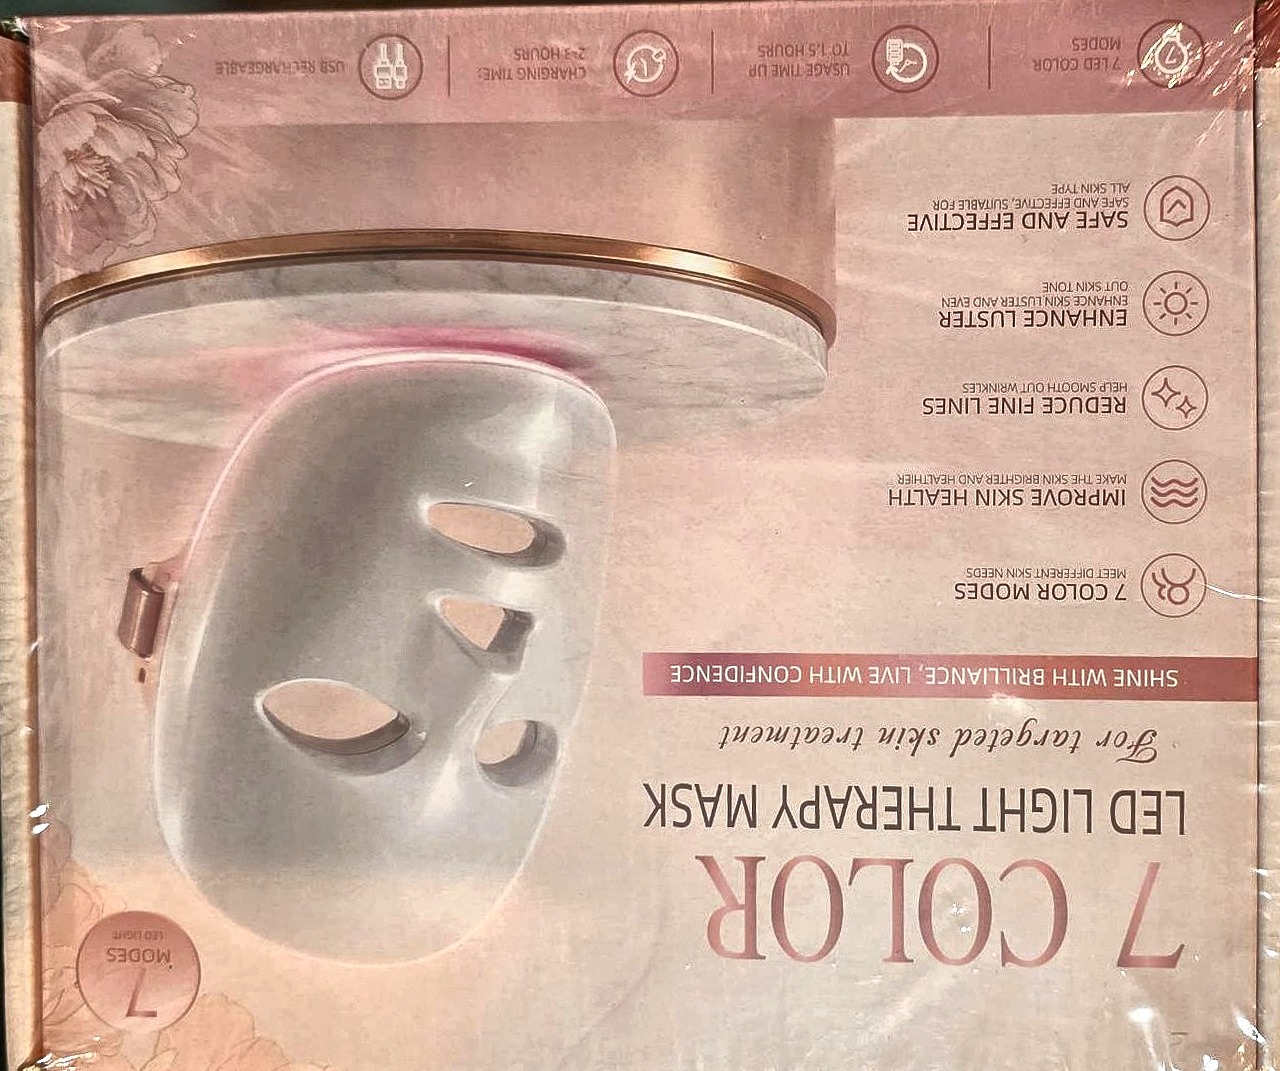 7 COLOR
LED LIGHT THERAPY MASK
For targeted skin treatment
SHINE WITH BRILLIANCE, LIVE WITH CONFIDENCE
7 COLOR MODES
MEET DIFFERENT SKIN NEEDS
IMPROVE SKIN HEALTH
MAKE THE SKIN BRIGHTER AND HEALTHIER
REDUCE FINE LINES
HELP SMOOTH OUT WRINKLES
ENHANCE LUSTER
ENHANCE SKIN LUSTER AND EVEN
OUT SKIN TONE
SAFE AND EFFECTIVE
SAFE AND EFFECTIVE, SUITABLE FOR
ALL SKIN TYPE
7
MODES
LED LIGHT
7 LED COLOR
MODES
USAGE TIME UP
TO 1.5 HOURS
CHARGING TIME:
2-3 HOURS
USB RECHARGEABLE